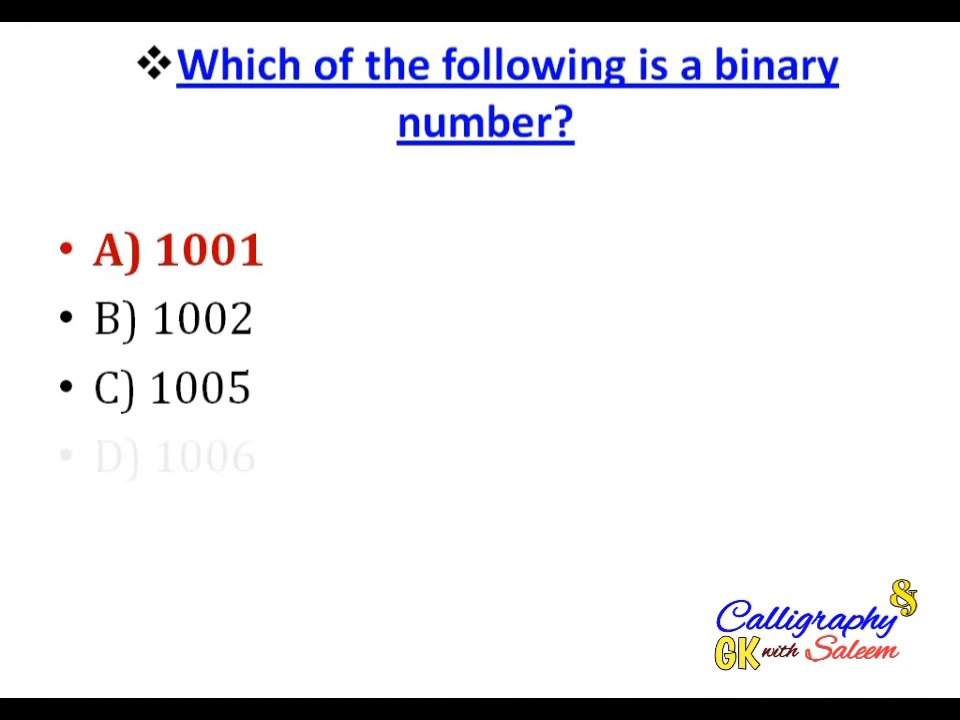 ❖Which of the following is a binary
number?
• A) 1001
• B) 1002
• C) 1005
• D) 1006
Calligraphy &
GK with Saleem